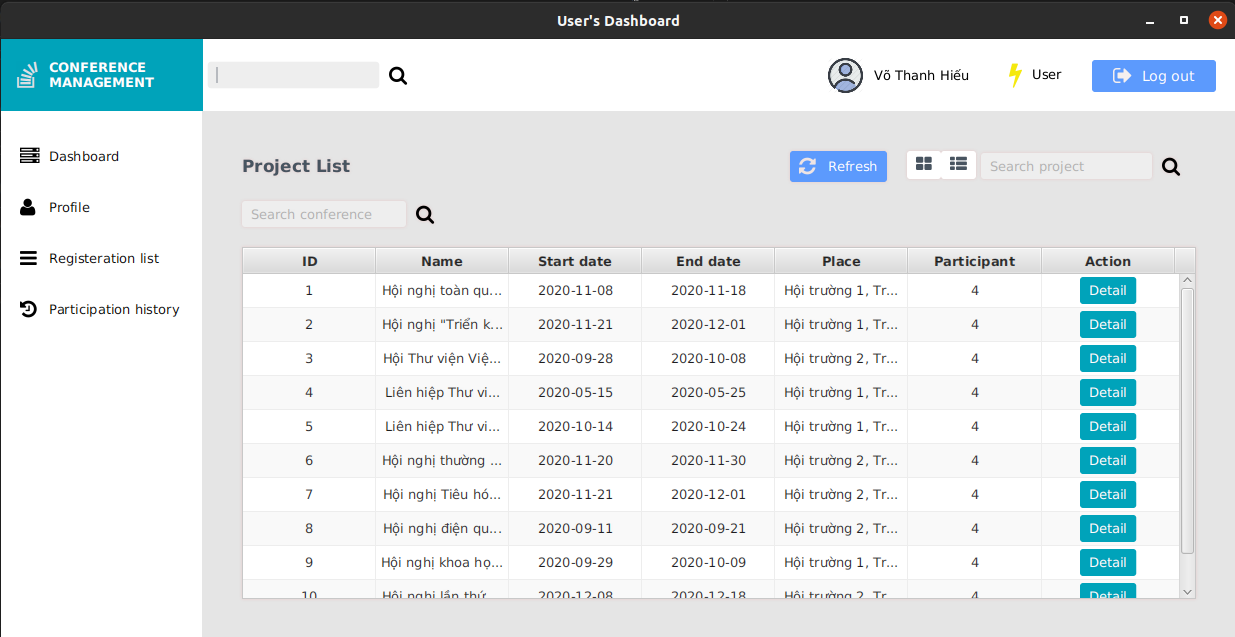 User's Dashboard
CONFERENCE
MANAGEMENT
Võ Thanh Hiếu
User
Log out
Dashboard
Profile
Registeration list
Participation history
Project List
Refresh
Search project
Search conference
ID Name Start date End date Place Participant Action
1 Hội nghị toàn qu... 2020-11-08 2020-11-18 Hội trường 1, Tr... 4 Detail
2 Hội nghị "Triển k... 2020-11-21 2020-12-01 Hội trường 1, Tr... 4 Detail
3 Hội Thư viện Việ... 2020-09-28 2020-10-08 Hội trường 2, Tr... 4 Detail
4 Liên hiệp Thư vi... 2020-05-15 2020-05-25 Hội trường 1, Tr... 4 Detail
5 Liên hiệp Thư vi... 2020-10-14 2020-10-24 Hội trường 1, Tr... 4 Detail
6 Hội nghị thường ... 2020-11-20 2020-11-30 Hội trường 2, Tr... 4 Detail
7 Hội nghị Tiêu hó... 2020-11-21 2020-12-01 Hội trường 2, Tr... 4 Detail
8 Hội nghị điện qu... 2020-09-11 2020-09-21 Hội trường 2, Tr... 4 Detail
9 Hội nghị khoa họ... 2020-09-29 2020-10-09 Hội trường 1, Tr... 4 Detail
10 Hội nghị lần thứ 2020-12-08 2020-12-18 Hội trường 2, Tr... 4 Detail